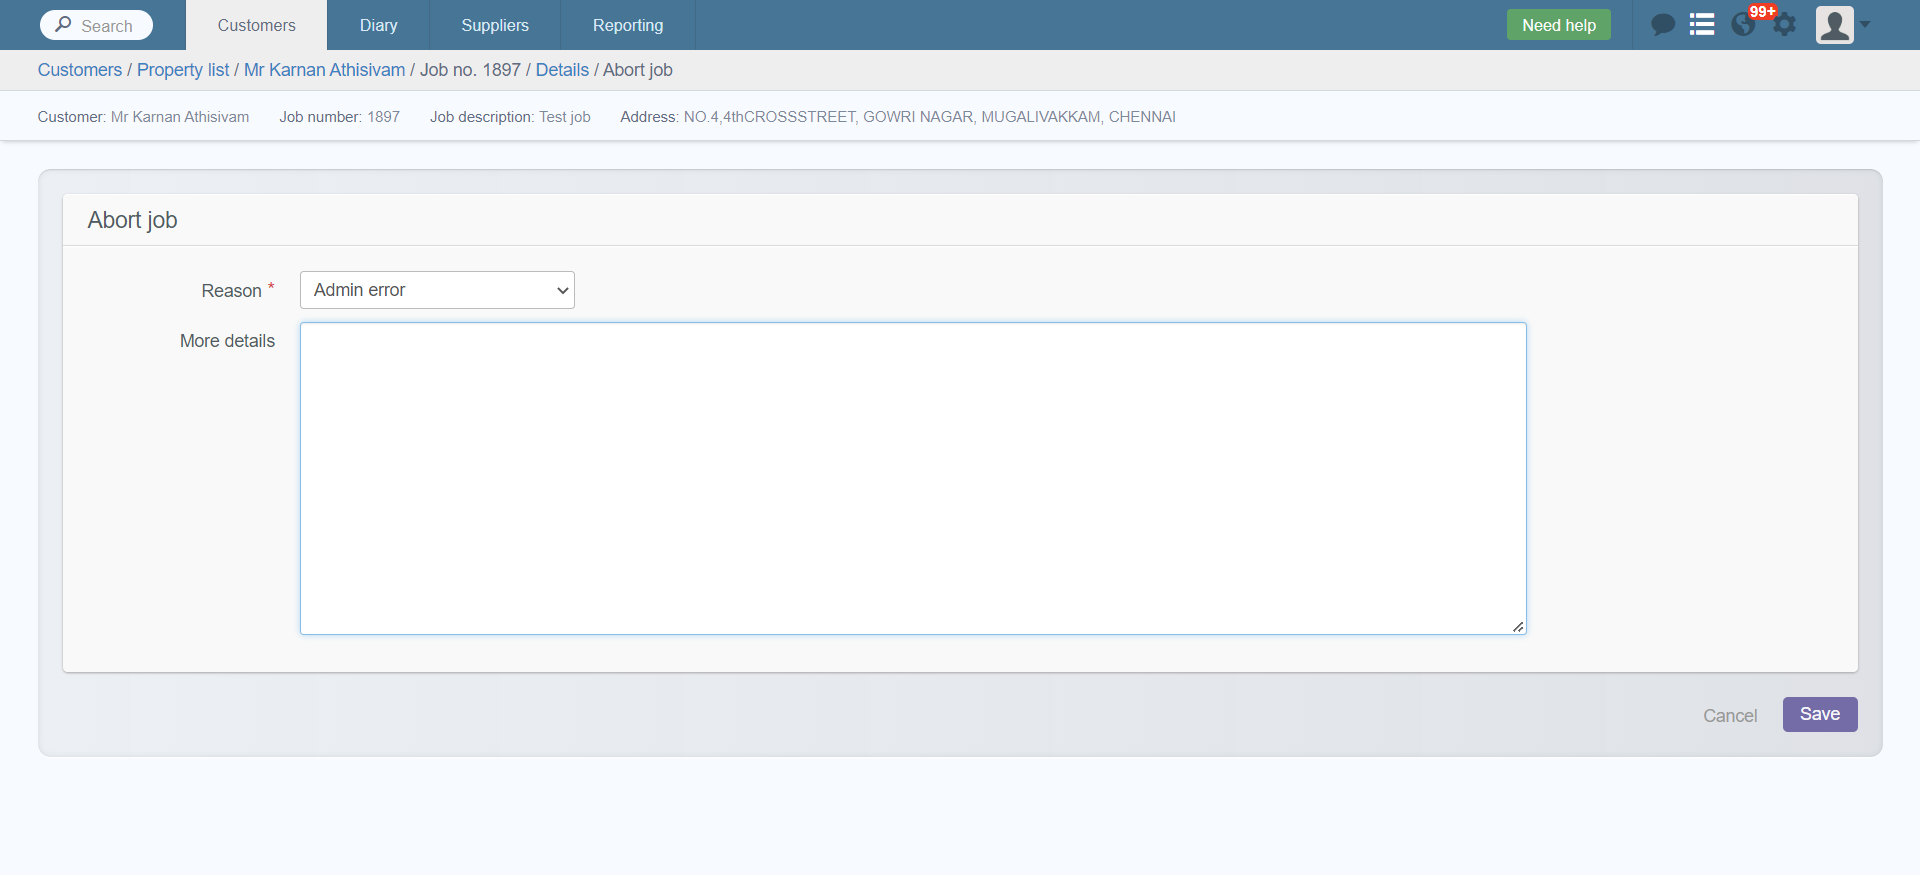 Search Customers Diary Suppliers Reporting Need help 99+
Customers / Property list / Mr Karnan Athisivam / Job no. 1897 / Details / Abort job
Customer: Mr Karnan Athisivam Job number: 1897 Job description: Test job Address: NO.4,4thCROSSSTREET, GOWRI NAGAR, MUGALIVAKKAM, CHENNAI
Abort job
Reason * Admin error
More details
Cancel Save